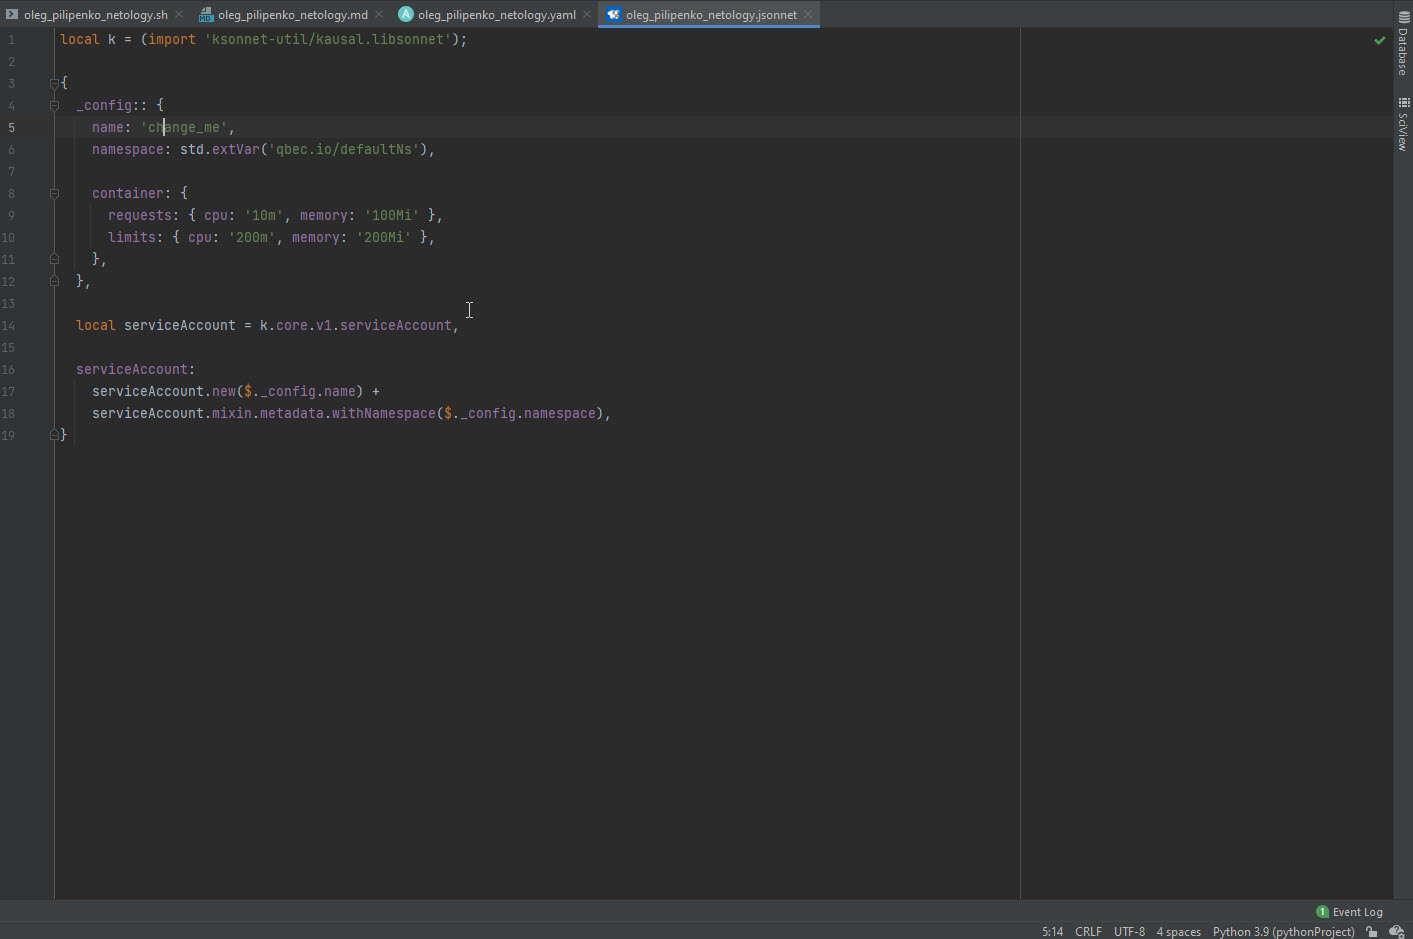 oleg_pilipenko_netology.sh oleg_pilipenko_netology.md oleg_pilipenko_netology.yaml oleg_pilipenko_netology.jsonnet
1 local k = (import 'ksonnet-util/kausal.libsonnet');
2
3 {
4   _config:: {
5     name: 'change_me',
6     namespace: std.extVar('qbec.io/defaultNs'),
7
8     container: {
9       requests: { cpu: '10m', memory: '100Mi' },
10       limits: { cpu: '200m', memory: '200Mi' },
11     },
12   },
13
14   local serviceAccount = k.core.v1.serviceAccount,
15
16   serviceAccount:
17     serviceAccount.new($._config.name) +
18     serviceAccount.mixin.metadata.withNamespace($._config.namespace),
19 }
Database
SciView
1 Event Log
5:14 CRLF UTF-8 4 spaces Python 3.9 (pythonProject)